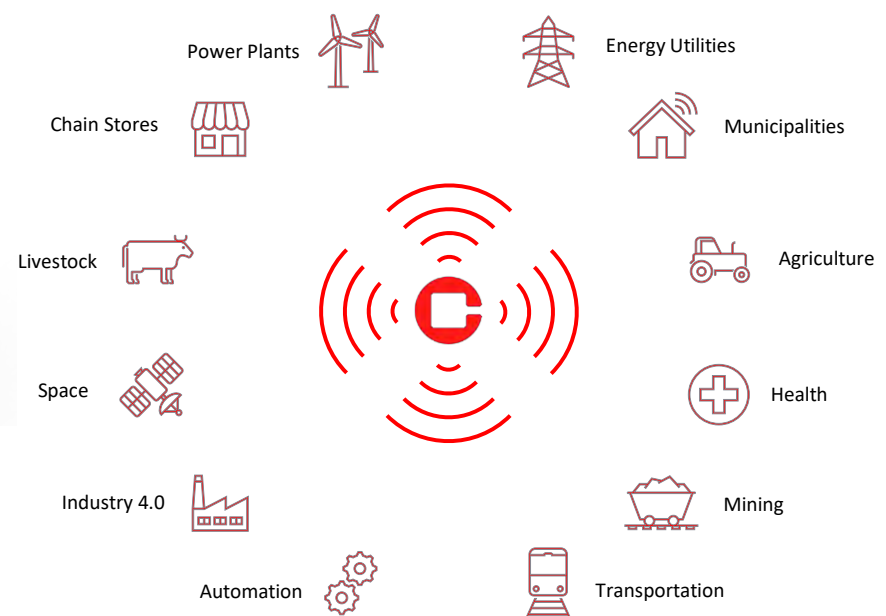 Power Plants
Energy Utilities
Chain Stores
Municipalities
Livestock
Agriculture
Space
Health
Industry 4.0
Mining
Automation
Transportation